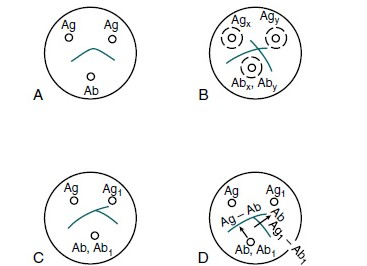 Ag Ag
Ab
A
Agx Agy
Abx, Aby
B
Ag Ag1
Ab, Ab1
C
Ag Ag1
Ag – Ab
Ab
Ag1 – Ab1
Ab, Ab1
D